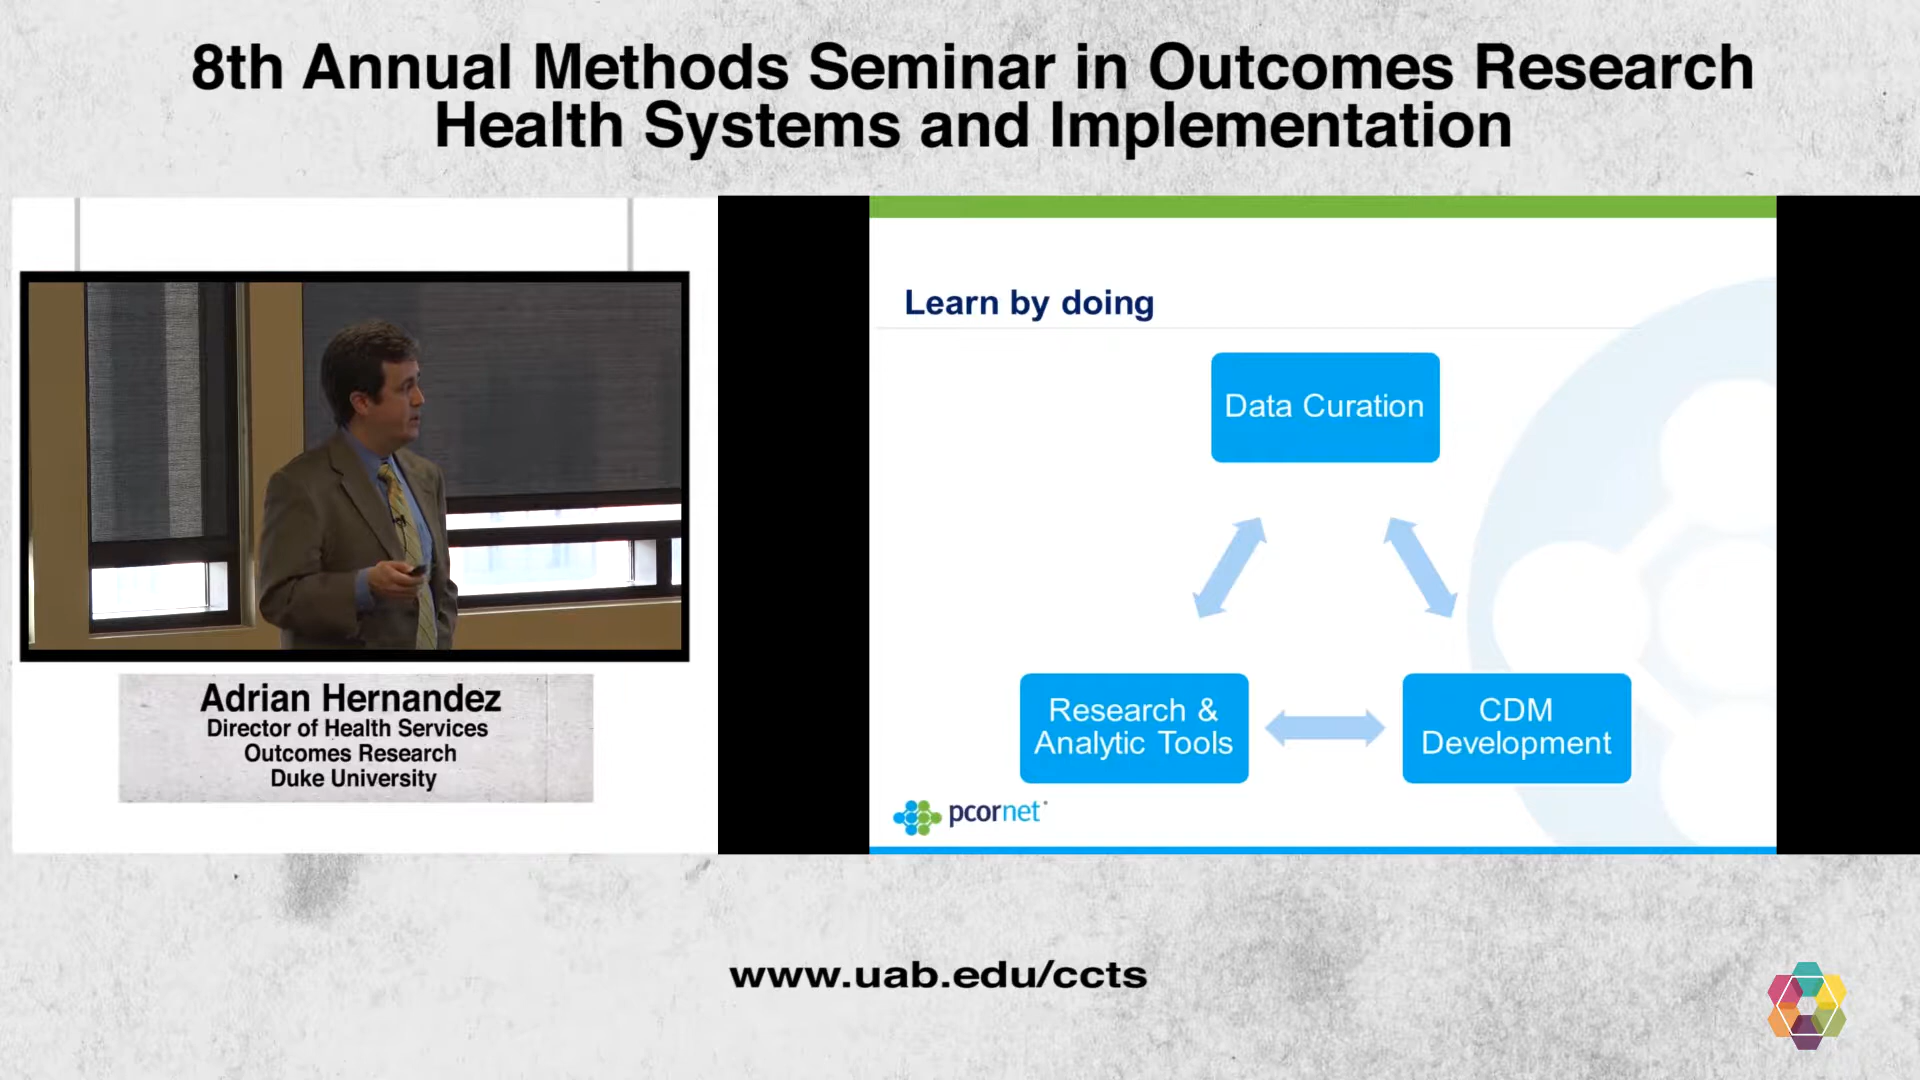 8th Annual Methods Seminar in Outcomes Research
Health Systems and Implementation
Adrian Hernandez
Director of Health Services
Outcomes Research
Duke University
Learn by doing
Data Curation
Research &
Analytic Tools
CDM
Development
pcornet
www.uab.edu/ccts